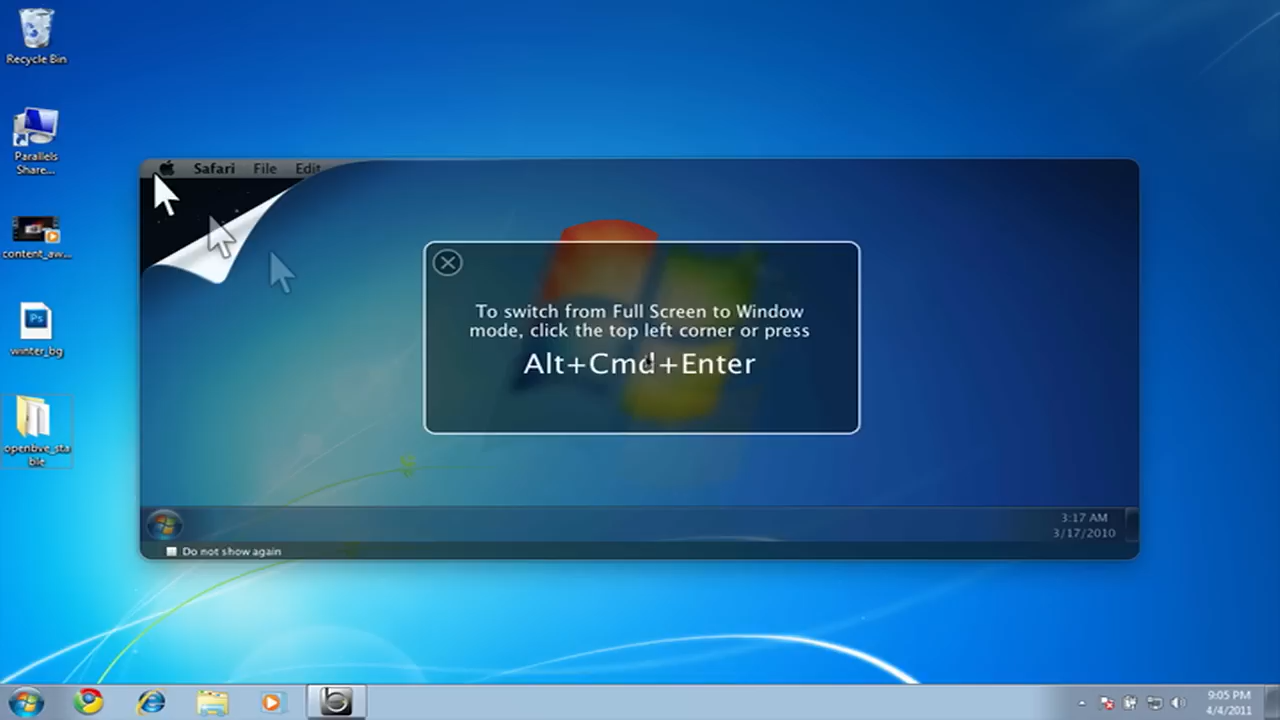 Recycle Bin
Parallels
Share...
content_aw...
Ps
winter_bg
openbve_sta
ble
Safari File Edit
To switch from Full Screen to Window
mode, click the top left corner or press
Alt+Cmd+Enter
3:17 AM
3/17/2010
Do not show again
9:05 PM
4/4/2011